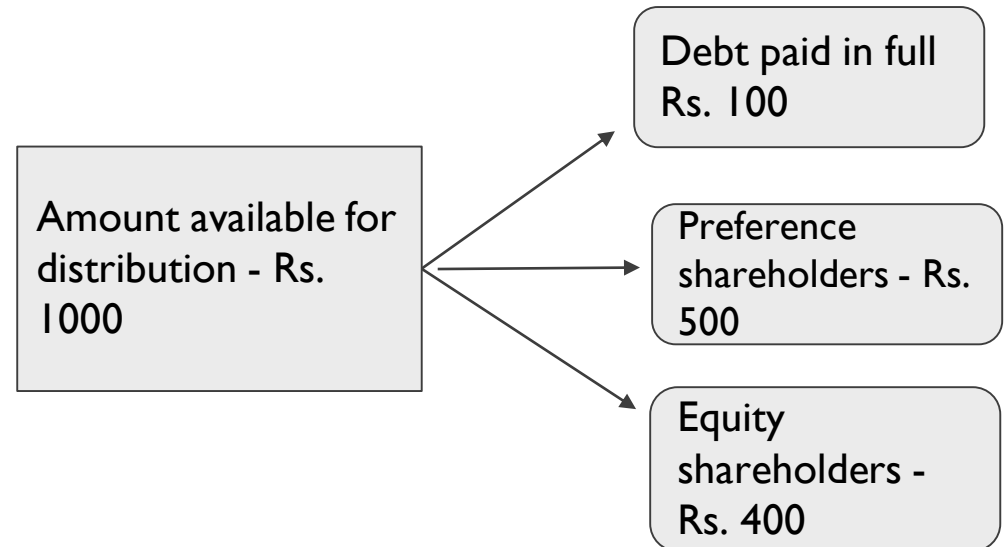 Debt paid in full
Rs. 100
Amount available for
distribution - Rs.
1000
Preference
shareholders - Rs.
500
Equity
shareholders -
Rs. 400